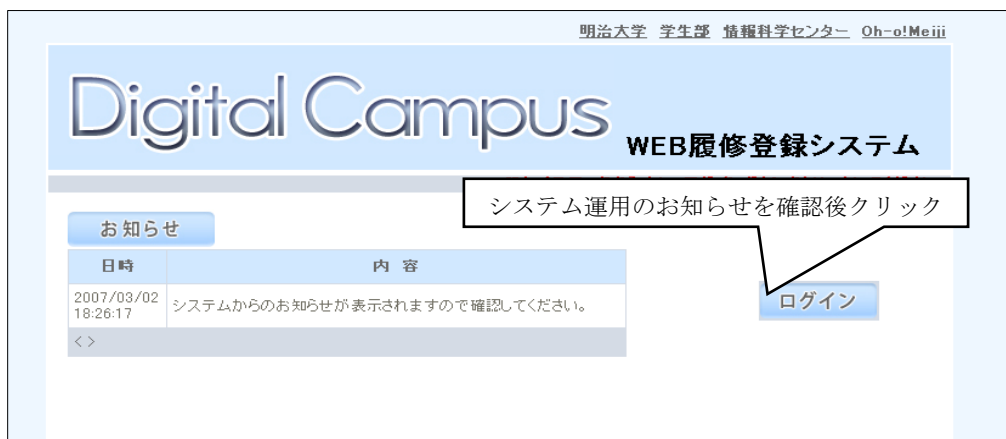 明治大学 学生部 情報科学センター Oh-o!Meiji
Digital Campus
WEB履修登録システム
システム運用のお知らせを確認後クリック
お知らせ
日時 内容
2007/03/02
18:26:17
システムからのお知らせが表示されますので確認してください。
ログイン
< >